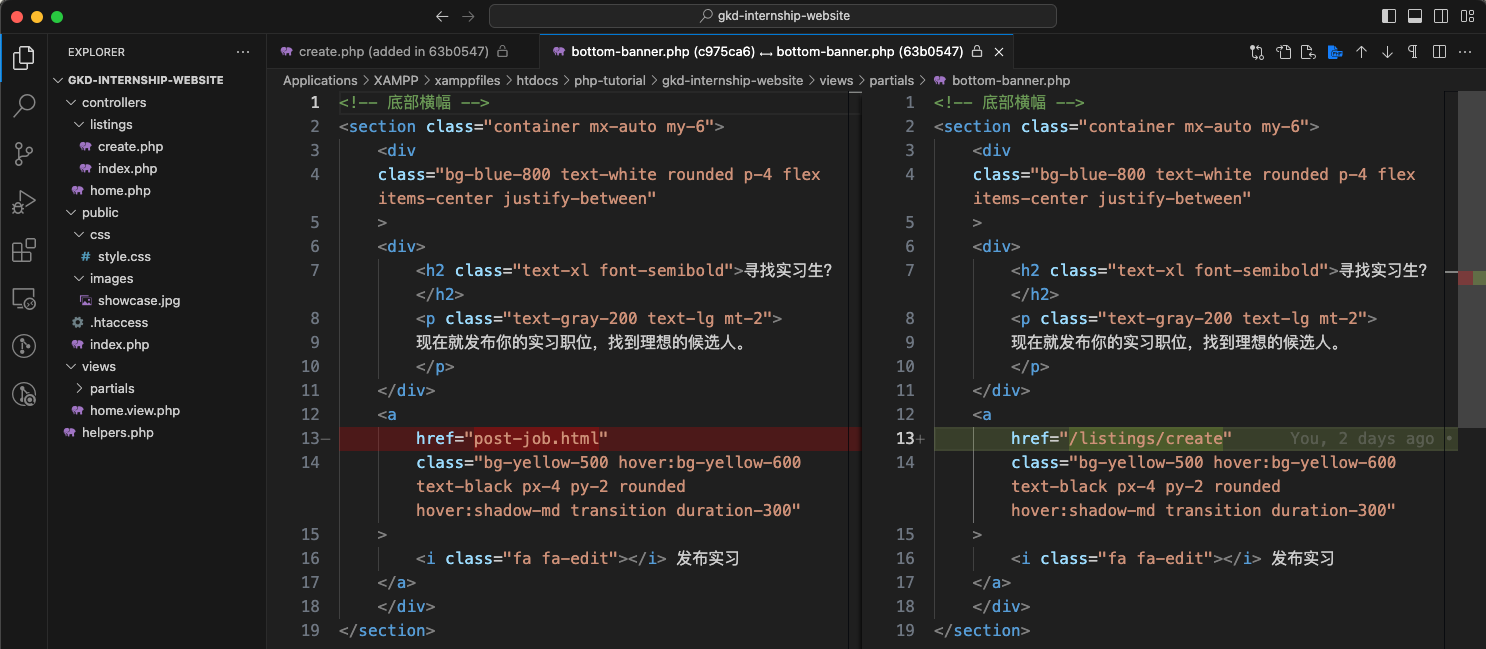 gkd-internship-website
EXPLORER
create.php (added in 63b0547)
bottom-banner.php (c975ca6) ↔ bottom-banner.php (63b0547)
GKD-INTERNSHIP-WEBSITE
controllers
listings
create.php
index.php
home.php
public
css
# style.css
images
showcase.jpg
.htaccess
index.php
views
partials
home.view.php
helpers.php
Applications > XAMPP > xamppfiles > htdocs > php-tutorial > gkd-internship-website > views > partials > bottom-banner.php
1 <!-- 底部横幅 -->
2 <section class="container mx-auto my-6">
3 <div
4 class="bg-blue-800 text-white rounded p-4 flex
items-center justify-between"
5 >
6 <div>
7 <h2 class="text-xl font-semibold">寻找实习生?
</h2>
8 <p class="text-gray-200 text-lg mt-2">
9 现在就发布你的实习职位，找到理想的候选人。
10 </p>
11 </div>
12 <a
13− href="post-job.html"
14 class="bg-yellow-500 hover:bg-yellow-600
text-black px-4 py-2 rounded
hover:shadow-md transition duration-300"
15 >
16 <i class="fa fa-edit"></i> 发布实习
17 </a>
18 </div>
19 </section>
1 <!-- 底部横幅 -->
2 <section class="container mx-auto my-6">
3 <div
4 class="bg-blue-800 text-white rounded p-4 flex
items-center justify-between"
5 >
6 <div>
7 <h2 class="text-xl font-semibold">寻找实习生?
</h2>
8 <p class="text-gray-200 text-lg mt-2">
9 现在就发布你的实习职位，找到理想的候选人。
10 </p>
11 </div>
12 <a
13+ href="/listings/create" You, 2 days ago •
14 class="bg-yellow-500 hover:bg-yellow-600
text-black px-4 py-2 rounded
hover:shadow-md transition duration-300"
15 >
16 <i class="fa fa-edit"></i> 发布实习
17 </a>
18 </div>
19 </section>